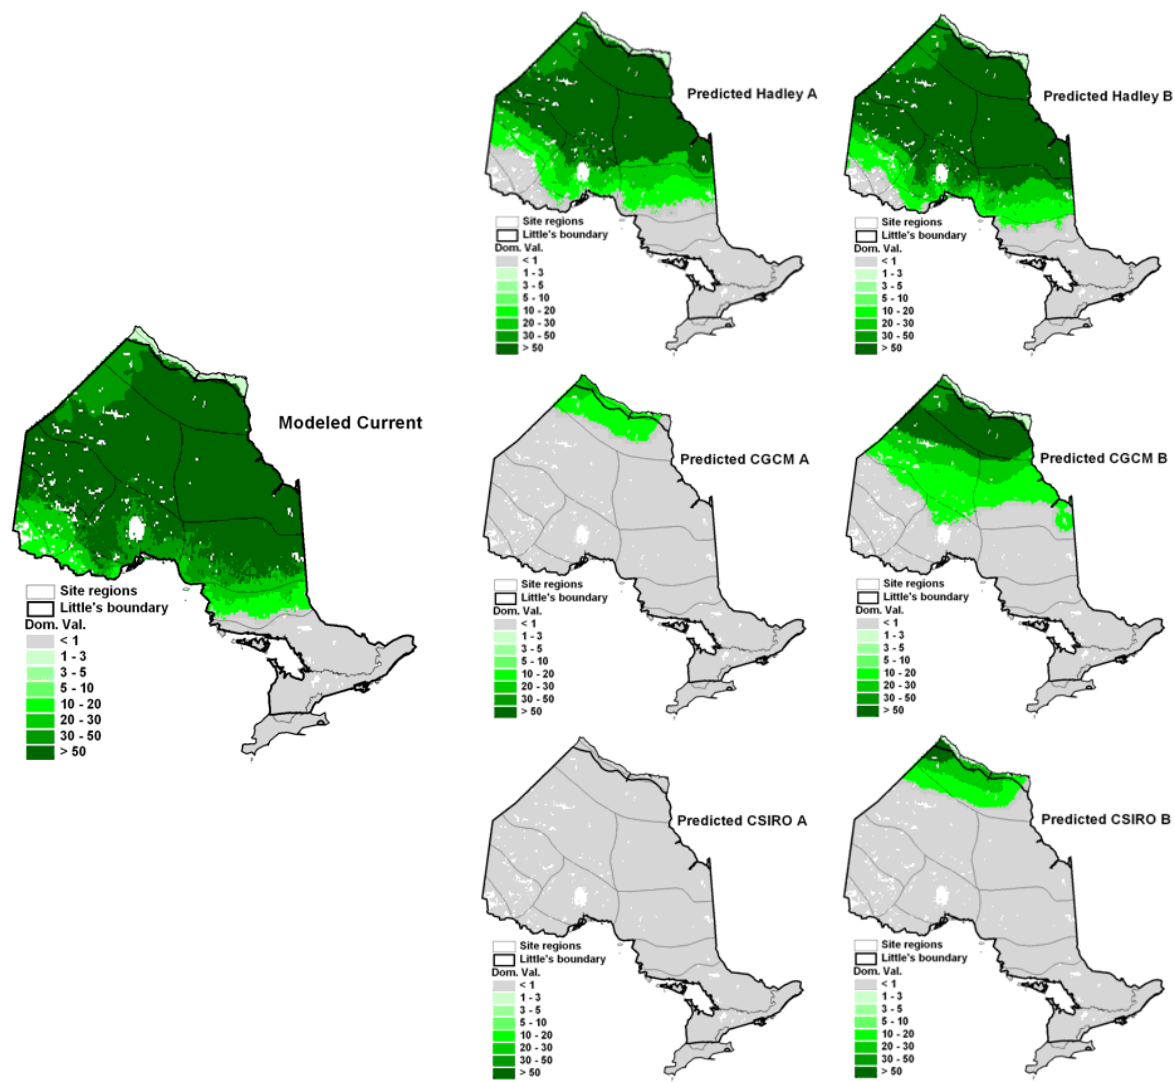 Predicted Hadley A
Site regions
Little's boundary
Dom. Val.
< 1
1 - 3
3 - 5
5 - 10
10 - 20
20 - 30
30 - 50
> 50
Predicted Hadley B
Site regions
Little's boundary
Dom. Val.
< 1
1 - 3
3 - 5
5 - 10
10 - 20
20 - 30
30 - 50
> 50
Modeled Current
Site regions
Little's boundary
Dom. Val.
< 1
1 - 3
3 - 5
5 - 10
10 - 20
20 - 30
30 - 50
> 50
Predicted CGCM A
Site regions
Little's boundary
Dom. Val.
< 1
1 - 3
3 - 5
5 - 10
10 - 20
20 - 30
30 - 50
> 50
Predicted CGCM B
Site regions
Little's boundary
Dom. Val.
< 1
1 - 3
3 - 5
5 - 10
10 - 20
20 - 30
30 - 50
> 50
Predicted CSIRO A
Site regions
Little's boundary
Dom. Val.
< 1
1 - 3
3 - 5
5 - 10
10 - 20
20 - 30
30 - 50
> 50
Predicted CSIRO B
Site regions
Little's boundary
Dom. Val.
< 1
1 - 3
3 - 5
5 - 10
10 - 20
20 - 30
30 - 50
> 50